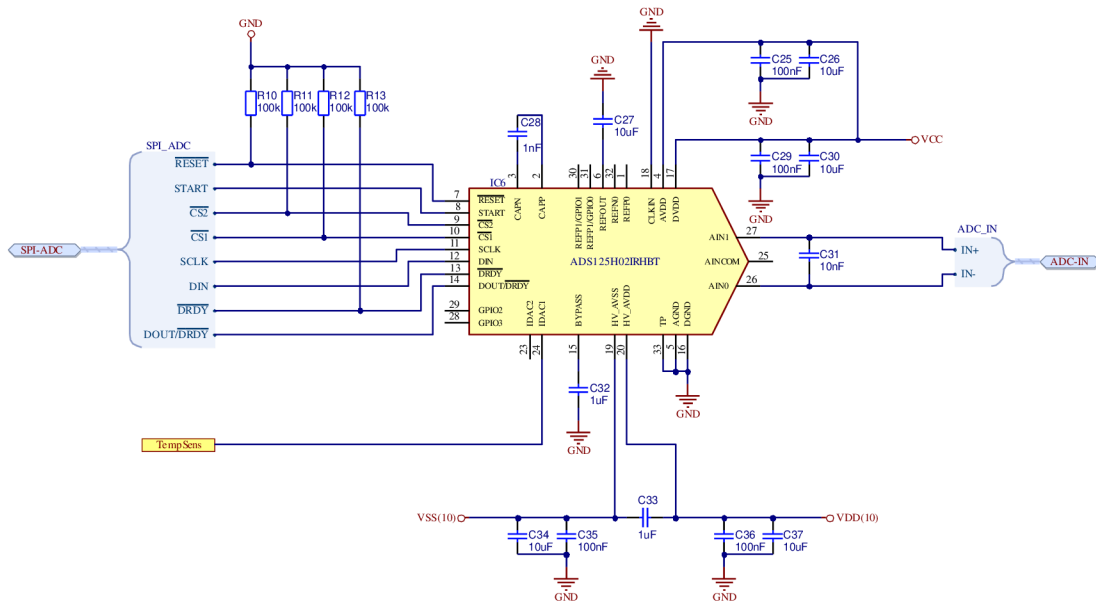 GND
R10
100k
R11
100k
R12
100k
R13
100k
SPI_ADC
RESET
START
CS2
CS1
SCLK
DIN
DRDY
DOUT/DRDY
SPI-ADC
TempSens
GND
GND
C25
100nF
C26
10uF
GND
VCC
C29
100nF
C30
10uF
GND
C28
1nF
C27
10uF
IC6
3
2
30
31
6
32
1
18
4
17
CAPN
CAPP
REFP1/GPIO1
REFP1/GPIO0
REFOUT
REFN0
REFP0
CLKIN
AVDD
DVDD
7
RESET
8
START
9
CS2
10
CS1
11
SCLK
12
DIN
13
DRDY
14
DOUT/DRDY
29
GPIO2
28
GPIO3
ADS125H02IRHBT
AIN1
27
AINCOM
25
AIN0
26
IDAC2
IDAC1
BYPASS
HV_AVSS
HV_AVDD
TP
AGND
DGND
23
24
15
19
20
33
5
16
C31
10nF
ADC_IN
IN+
IN-
ADC-IN
C32
1uF
GND
GND
VSS(10)
C33
1uF
VDD(10)
C34
10uF
C35
100nF
GND
C36
100nF
C37
10uF
GND